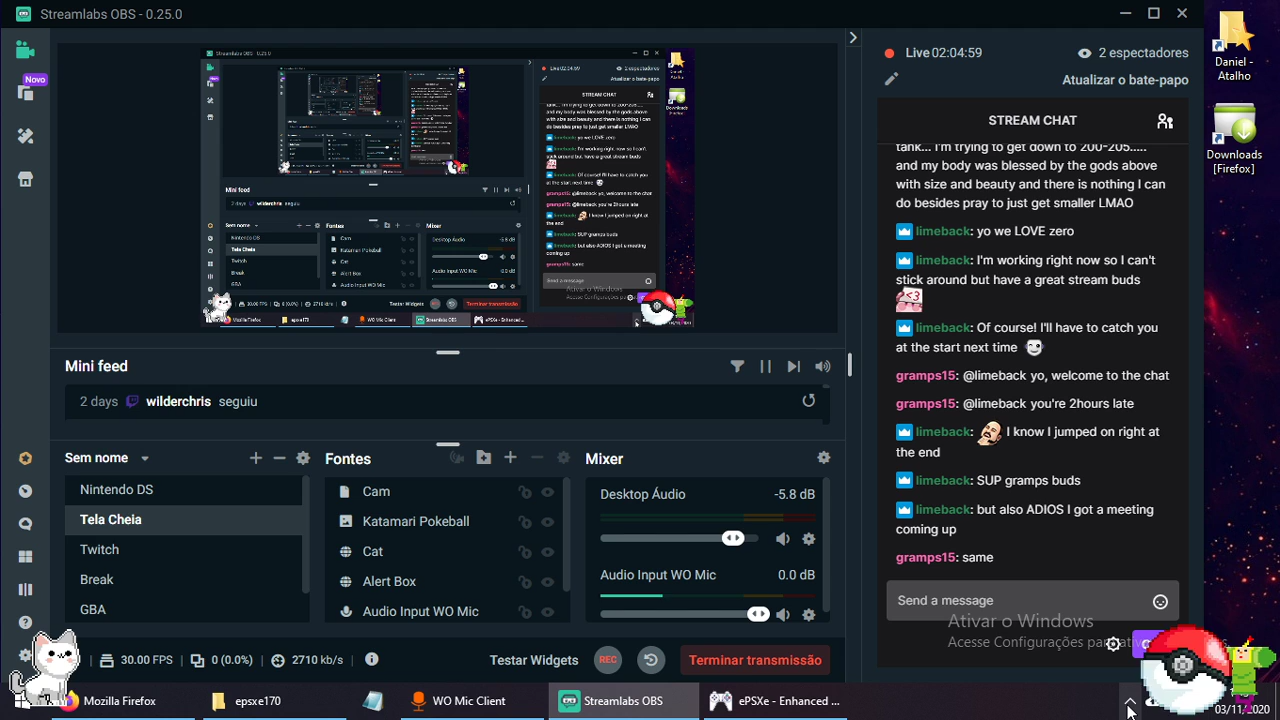 Streamlabs OBS - 0.25.0
Novo
Mini feed
2 days wilderchris seguiu
Sem nome
Nintendo DS
Tela Cheia
Twitch
Break
GBA
Fontes
Cam
Katamari Pokeball
Cat
Alert Box
Audio Input WO Mic
Mixer
Desktop Áudio -5.8 dB
Audio Input WO Mic 0.0 dB
30.00 FPS 0 (0.0%) 2710 kb/s
Testar Widgets REC Terminar transmissão
Live 02:04:59 2 espectadores
Atualizar o bate-papo
STREAM CHAT
tank... I'm trying to get down to 200-205.....
and my body was blessed by the gods above
with size and beauty and there is nothing I can
do besides pray to just get smaller LMAO
limeback: yo we LOVE zero
limeback: I'm working right now so I can't
stick around but have a great stream buds
<3
limeback: Of course! I'll have to catch you
at the start next time
gramps15: @limeback yo, welcome to the chat
gramps15: @limeback you're 2hours late
limeback: I know I jumped on right at
the end
limeback: SUP gramps buds
limeback: but also ADIOS I got a meeting
coming up
gramps15: same
Send a message
Ativar o Windows
Acesse Configurações para
Daniel -
Atalho
Downloads
[Firefox]
Mozilla Firefox
epsxe170
WO Mic Client
Streamlabs OBS
ePSXe - Enhanced ...
03/11/2020